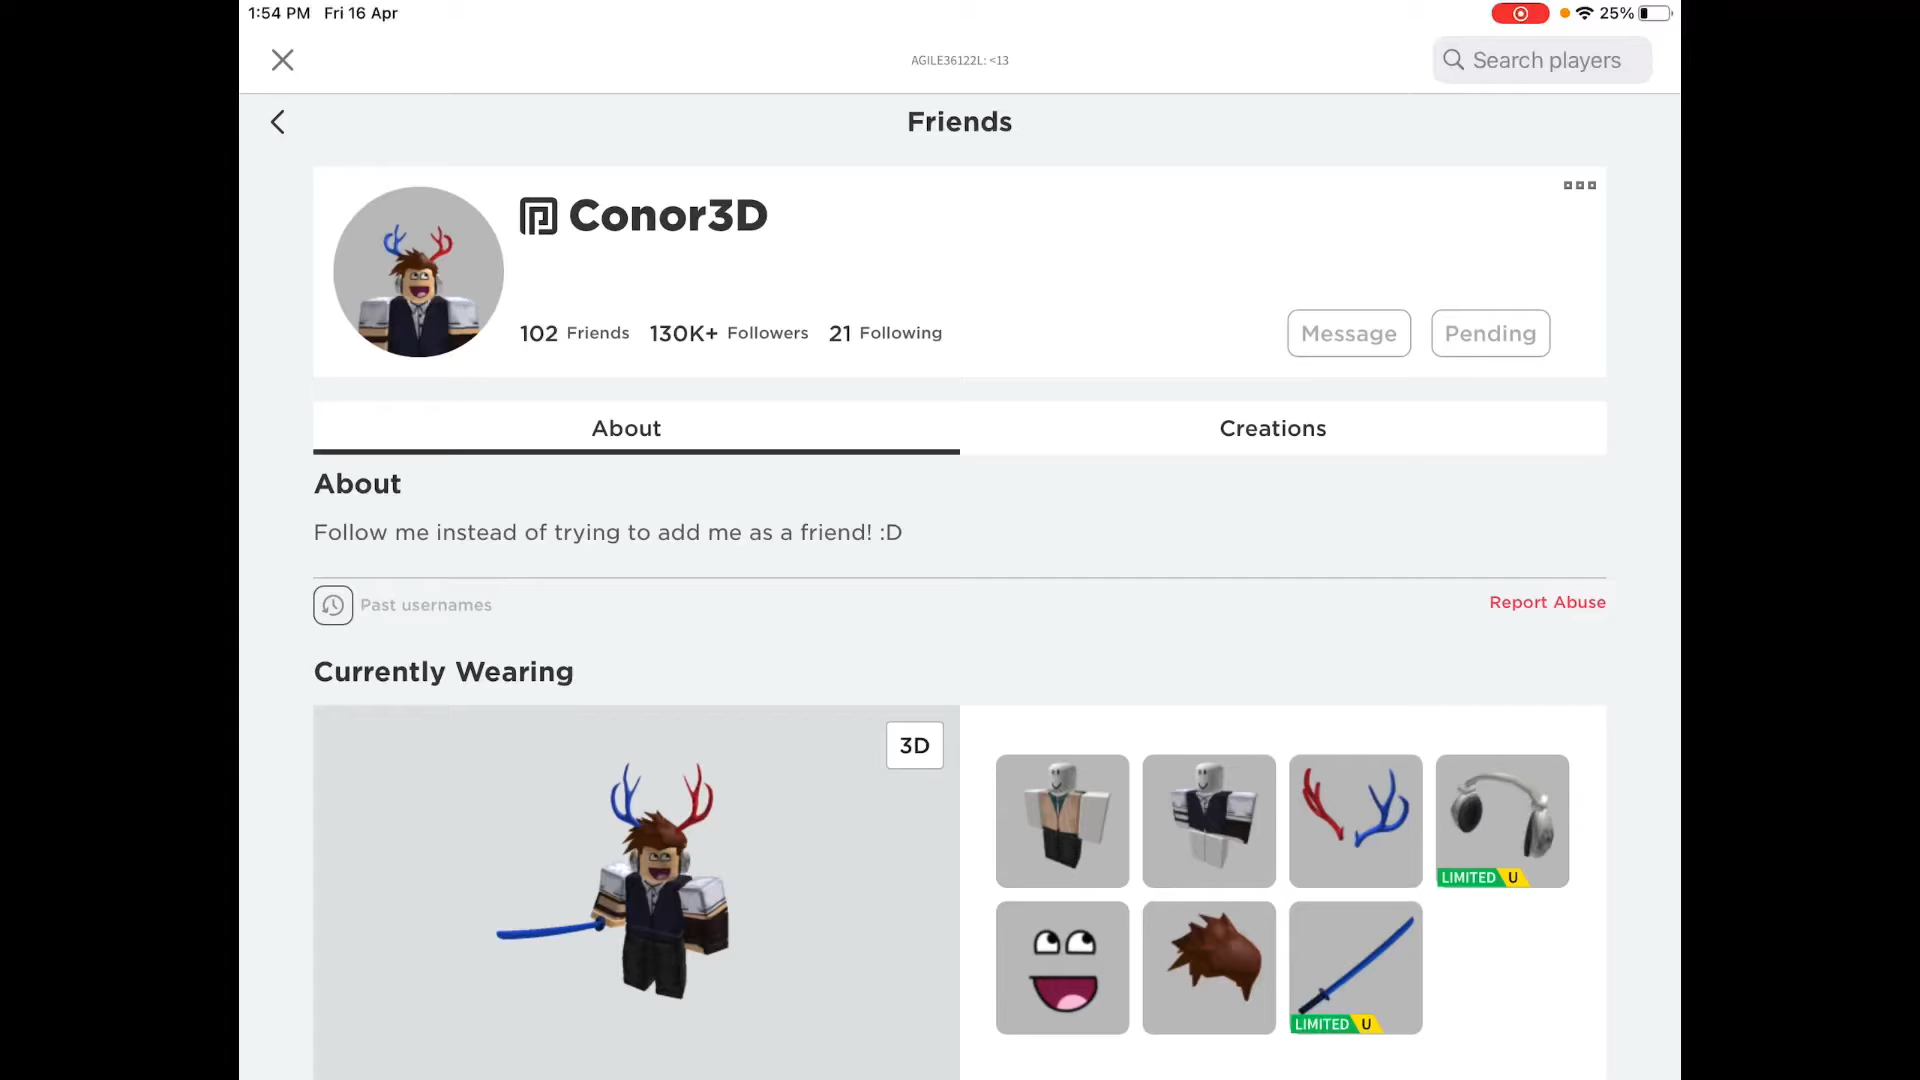 1:54 PM Fri 16 Apr
25%
AGILE36122L: <13
Search players
Friends
Conor3D
102 Friends 130K+ Followers 21 Following
Message
Pending
About
Creations
About
Follow me instead of trying to add me as a friend! :D
Past usernames
Report Abuse
Currently Wearing
3D
LIMITED U
LIMITED U